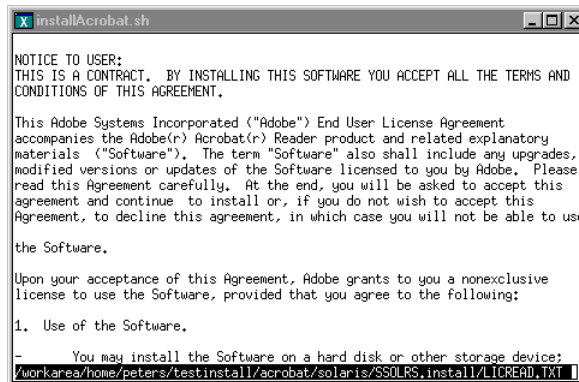 installAcrobat.sh
NOTICE TO USER:
THIS IS A CONTRACT.  BY INSTALLING THIS SOFTWARE YOU ACCEPT ALL THE TERMS AND
CONDITIONS OF THIS AGREEMENT.
This Adobe Systems Incorporated ("Adobe") End User License Agreement
accompanies the Adobe(r) Acrobat(r) Reader product and related explanatory
materials  ("Software").  The term "Software" also shall include any upgrades,
modified versions or updates of the Software licensed to you by Adobe.  Please
read this Agreement carefully.  At the end, you will be asked to accept this
agreement and continue  to install or, if you do not wish to accept this
Agreement, to decline this agreement, in which case you will not be able to use
the Software.
Upon your acceptance of this Agreement, Adobe grants to you a nonexclusive
license to use the Software, provided that you agree to the following:
1.  Use of the Software.
-       You may install the Software on a hard disk or other storage device;
/workarea/home/peters/testinstall/acrobat/solaris/SSOLRS.install/LICREAD.TXT